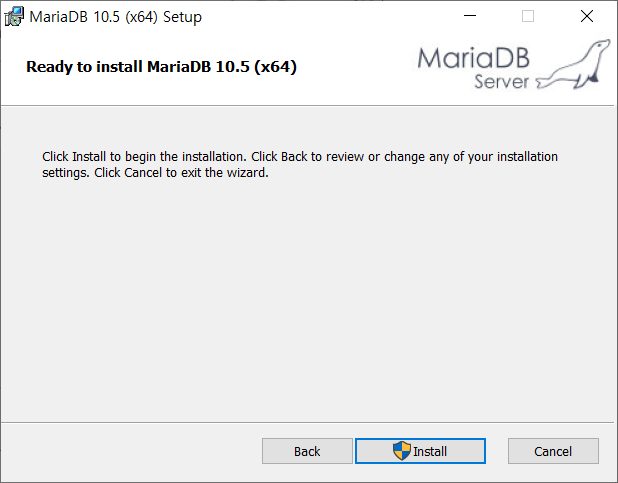 MariaDB 10.5 (x64) Setup
Ready to install MariaDB 10.5 (x64)
MariaDB
Server
Click Install to begin the installation. Click Back to review or change any of your installation
settings. Click Cancel to exit the wizard.
Back
Install
Cancel